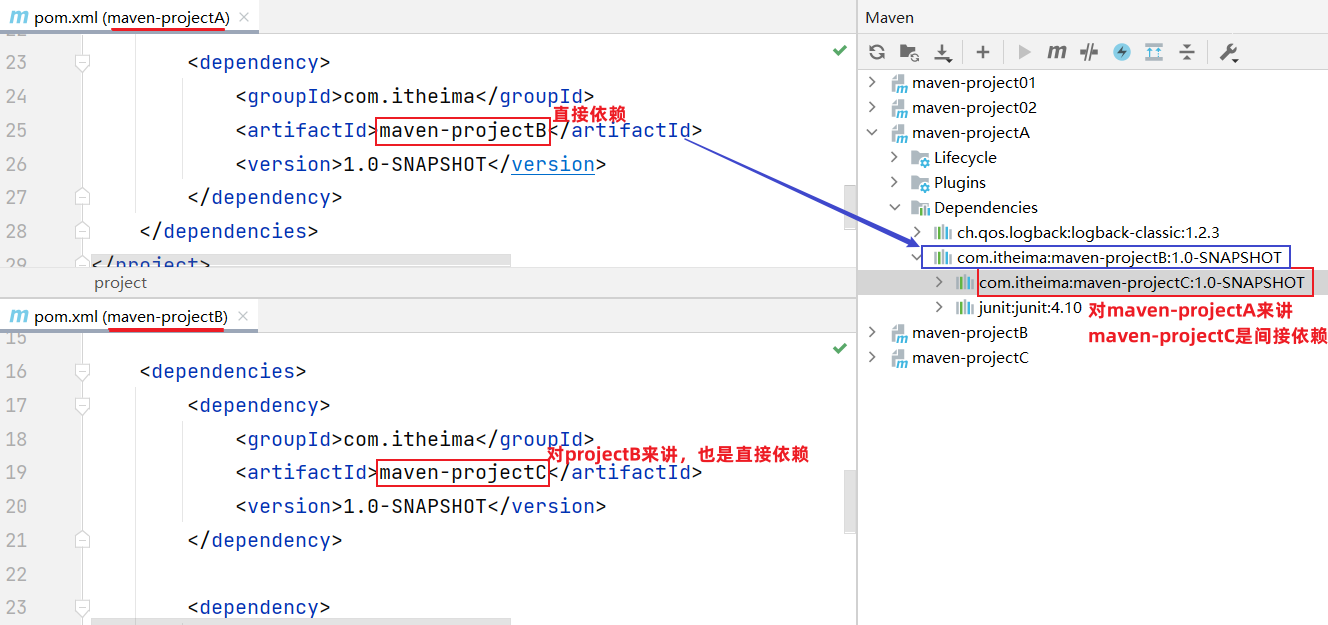 pom.xml (maven-projectA)
23 <dependency>
24 <groupId>com.itheima</groupId>
直接依赖
25 <artifactId>maven-projectB</artifactId>
26 <version>1.0-SNAPSHOT</version>
27 </dependency>
28 </dependencies>
29 </project>
project
pom.xml (maven-projectB)
15
16 <dependencies>
17 <dependency>
18 <groupId>com.itheima</groupId>
对projectB来讲，也是直接依赖
19 <artifactId>maven-projectC</artifactId>
20 <version>1.0-SNAPSHOT</version>
21 </dependency>
22
23 <dependency>
Maven
m
maven-project01
maven-project02
maven-projectA
Lifecycle
Plugins
Dependencies
ch.qos.logback:logback-classic:1.2.3
com.itheima:maven-projectB:1.0-SNAPSHOT
com.itheima:maven-projectC:1.0-SNAPSHOT
junit:junit:4.10
对maven-projectA来讲
maven-projectC是间接依赖
maven-projectB
maven-projectC